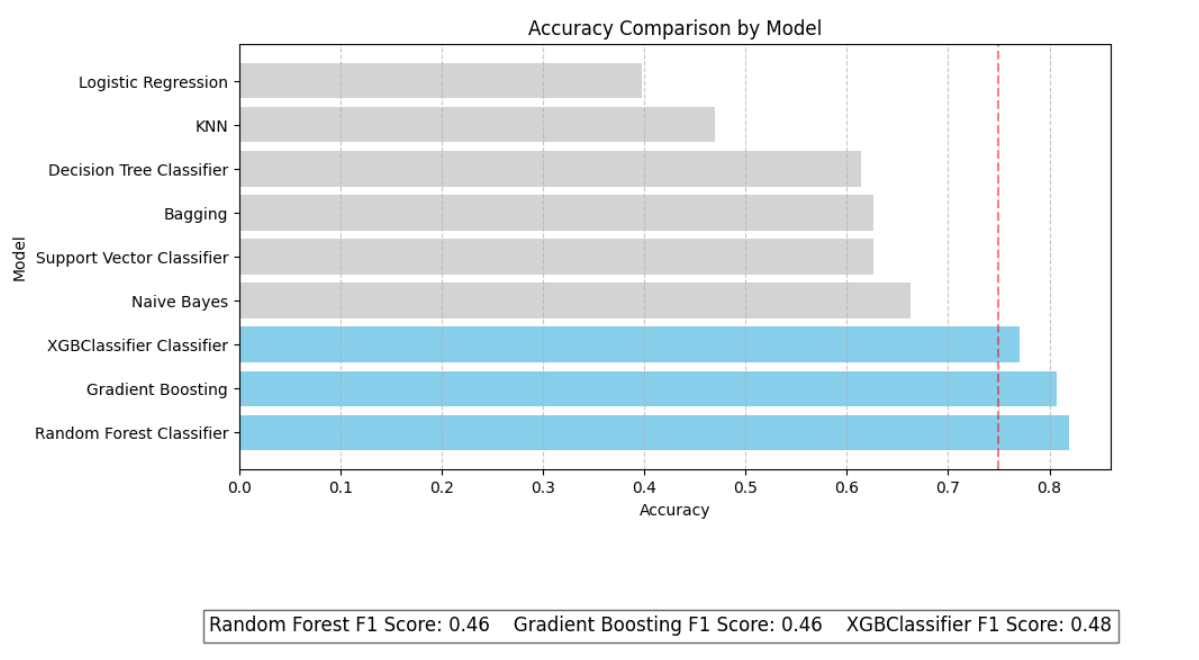 Accuracy Comparison by Model
Logistic Regression
KNN
Decision Tree Classifier
Bagging
Support Vector Classifier
Naive Bayes
XGBClassifier Classifier
Gradient Boosting
Random Forest Classifier
Model
0.0 0.1 0.2 0.3 0.4 0.5 0.6 0.7 0.8
Accuracy
Random Forest F1 Score: 0.46 Gradient Boosting F1 Score: 0.46 XGBClassifier F1 Score: 0.48